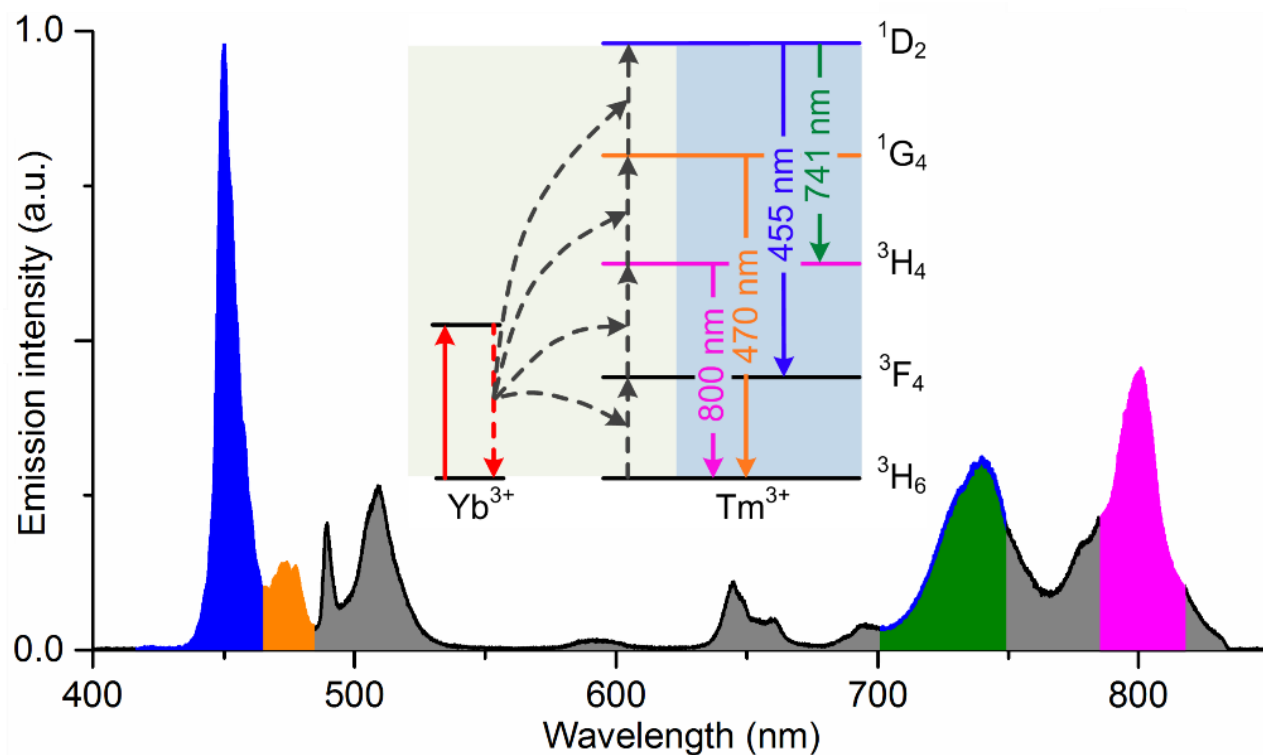 1.0
0.0
Emission intensity (a.u.)
400
500
600
700
800
Wavelength (nm)
¹D₂
¹G₄
³H₄
³F₄
³H₆
800 nm
470 nm
455 nm
741 nm
Yb³⁺
Tm³⁺